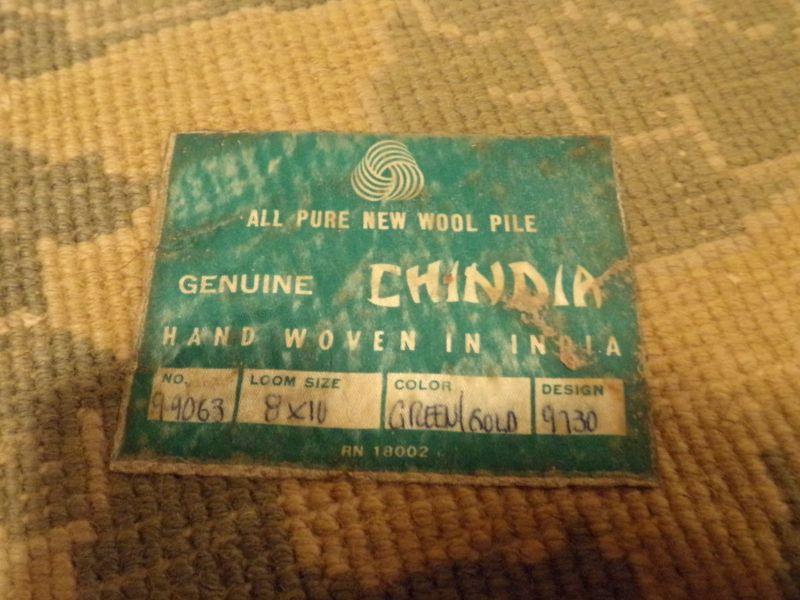 ALL PURE NEW WOOL PILE
GENUINE CHINDIA
HAND WOVEN IN INDIA
NO. LOOM SIZE COLOR DESIGN
99063 8x10 GREEN/GOLD 9730
RN 18002